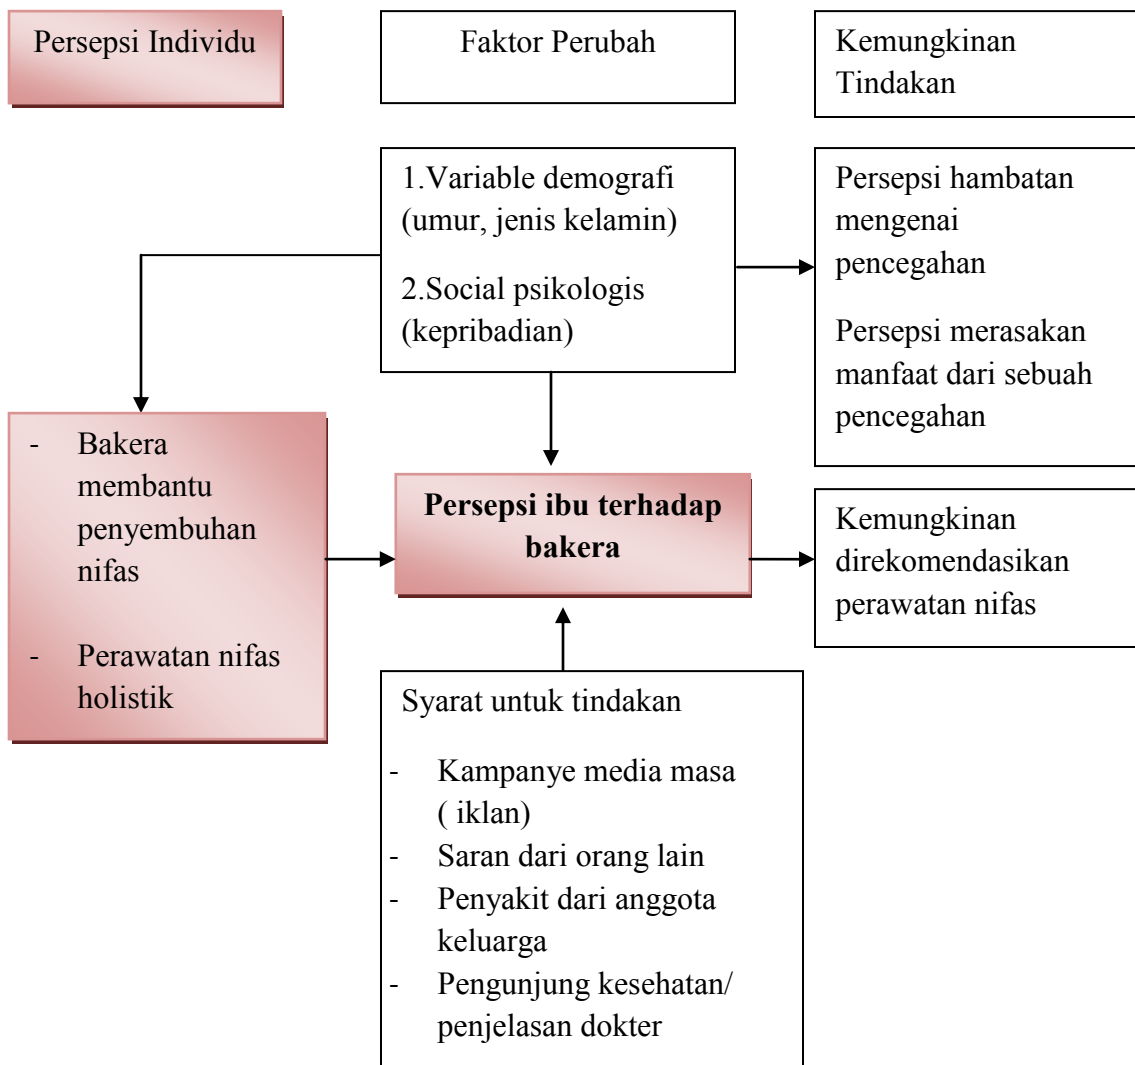 Persepsi Individu
Faktor Perubah
Kemungkinan
Tindakan
1.Variable demografi
(umur, jenis kelamin)
2.Social psikologis
(kepribadian)
Persepsi hambatan
mengenai
pencegahan
Persepsi merasakan
manfaat dari sebuah
pencegahan
- Bakera
membantu
penyembuhan
nifas
- Perawatan nifas
holistik
Persepsi ibu terhadap
bakera
Kemungkinan
direkomendasikan
perawatan nifas
Syarat untuk tindakan
- Kampanye media masa
( iklan)
- Saran dari orang lain
- Penyakit dari anggota
keluarga
- Pengunjung kesehatan/
penjelasan dokter